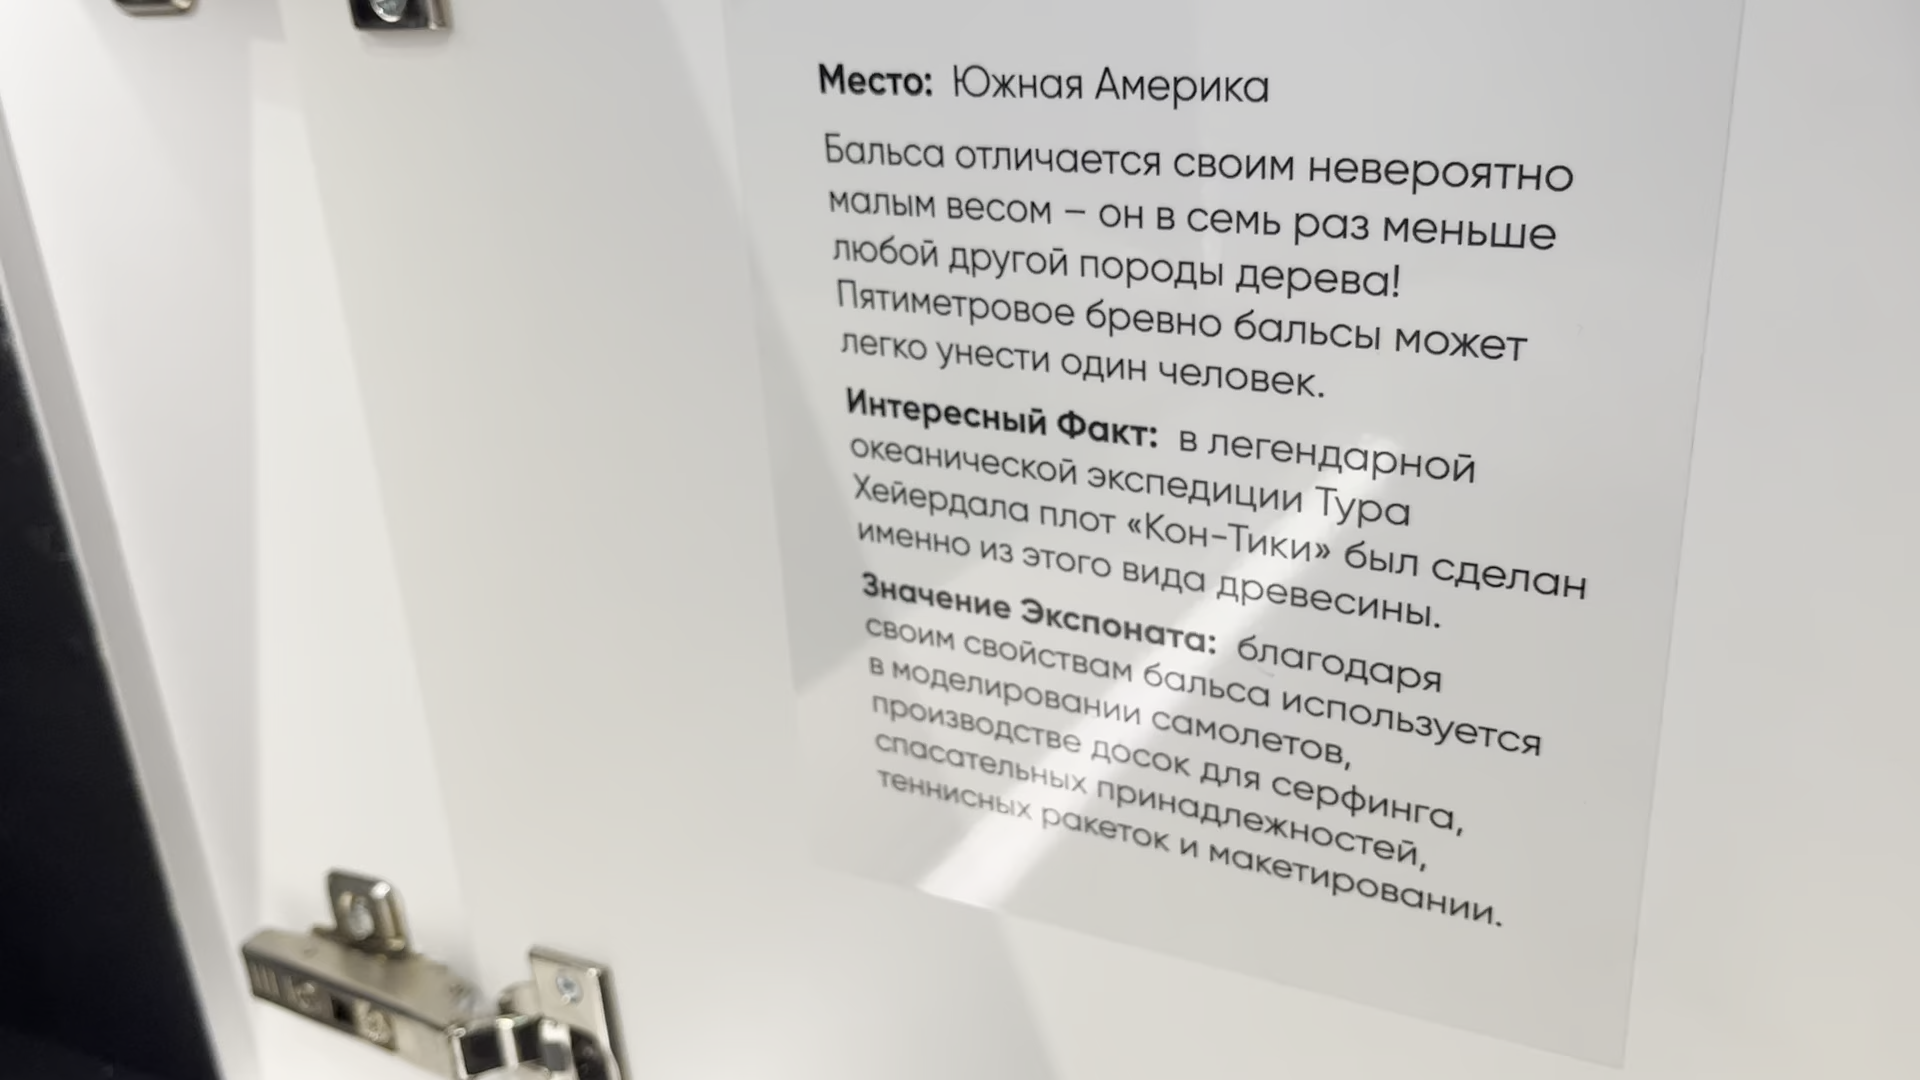 Место: Южная Америка
Бальса отличается своим невероятно
малым весом – он в семь раз меньше
любой другой породы дерева!
Пятиметровое бревно бальсы может
легко унести один человек.
Интересный Факт: в легендарной
океанической экспедиции Тура
Хейердала плот «Кон-Тики» был сделан
именно из этого вида древесины.
Значение Экспоната: благодаря
своим свойствам бальса используется
в моделировании самолетов,
производстве досок для серфинга,
спасательных принадлежностей,
теннисных ракеток и макетировании.